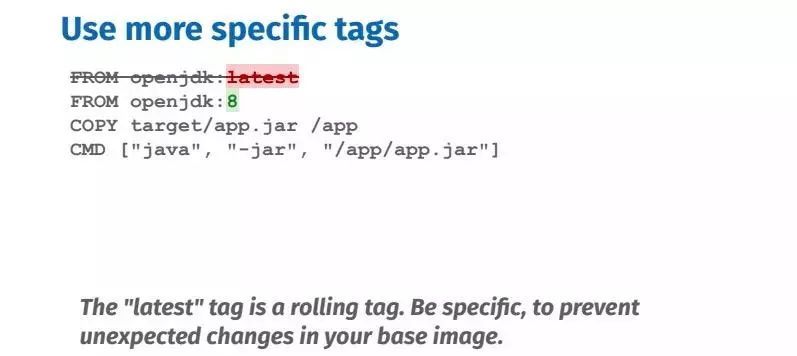 Use more specific tags
FROM openjdk:latest
FROM openjdk:8
COPY target/app.jar /app
CMD ["java", "-jar", "/app/app.jar"]
The "latest" tag is a rolling tag. Be specific, to prevent
unexpected changes in your base image.